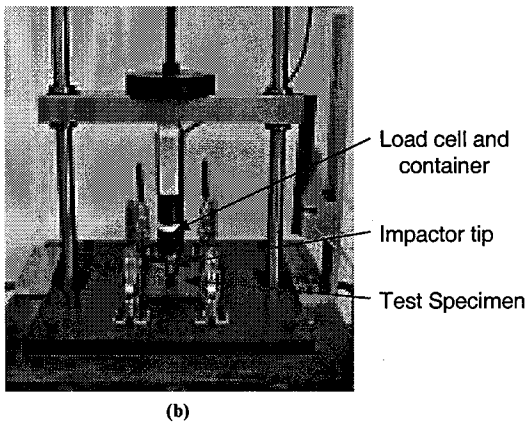 Load cell and
container
Impactor tip
Test Specimen
(b)